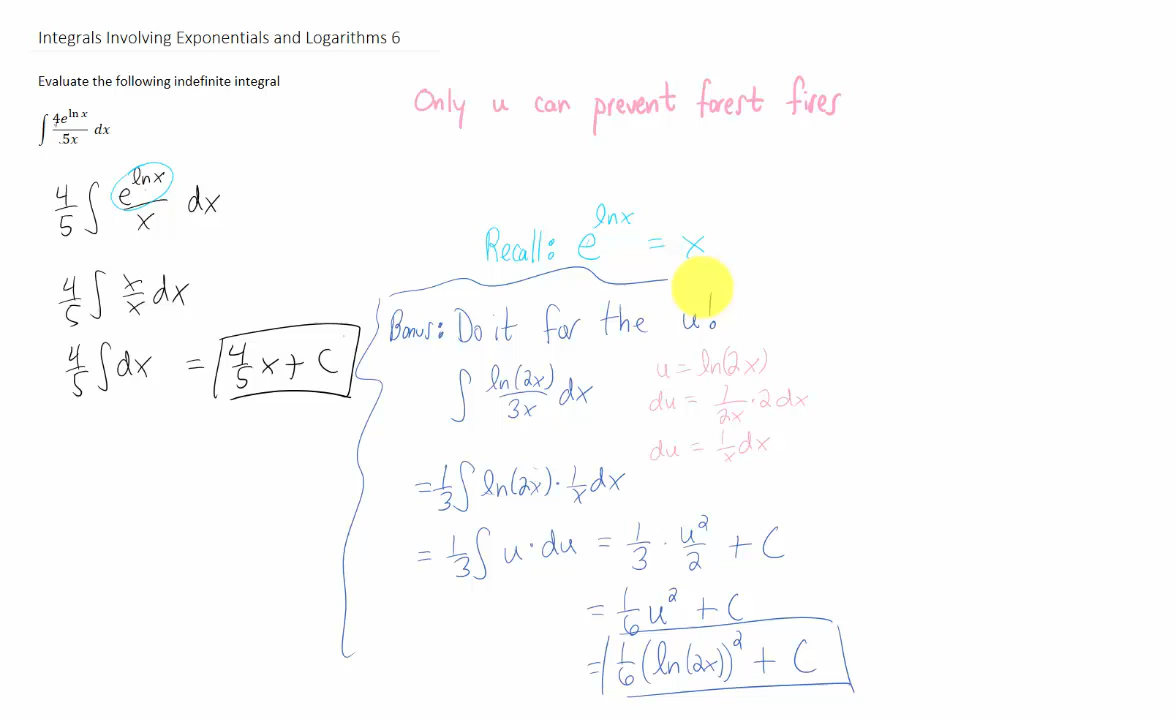 Integrals Involving Exponentials and Logarithms 6
Evaluate the following indefinite integral
∫ 4e^{ln x}/.5x dx
Only u can prevent forest fires
4/5 ∫ e^{lnx}/x dx
Recall: e^{lnx} = x
4/5 ∫ x/x dx
4/5 ∫ dx = 4/5 x + C
Bonus: Do it for the u!
∫ ln(2x)/3x dx
u = ln(2x)
du = 1/2x · 2 dx
du = 1/x dx
= 1/3 ∫ ln(2x) · 1/x dx
= 1/3 ∫ u · du = 1/3 · u²/2 + C
= 1/6 u² + C
= 1/6 (ln(2x))² + C